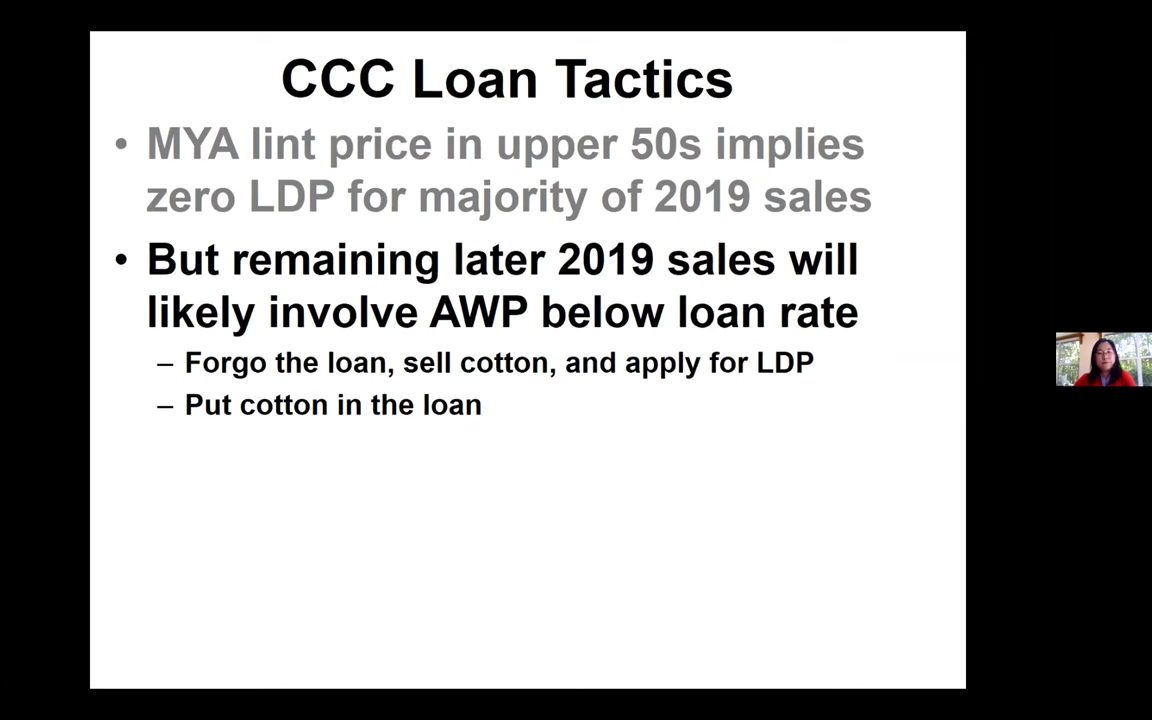 CCC Loan Tactics
• MYA lint price in upper 50s implies
zero LDP for majority of 2019 sales
• But remaining later 2019 sales will
likely involve AWP below loan rate
– Forgo the loan, sell cotton, and apply for LDP
– Put cotton in the loan